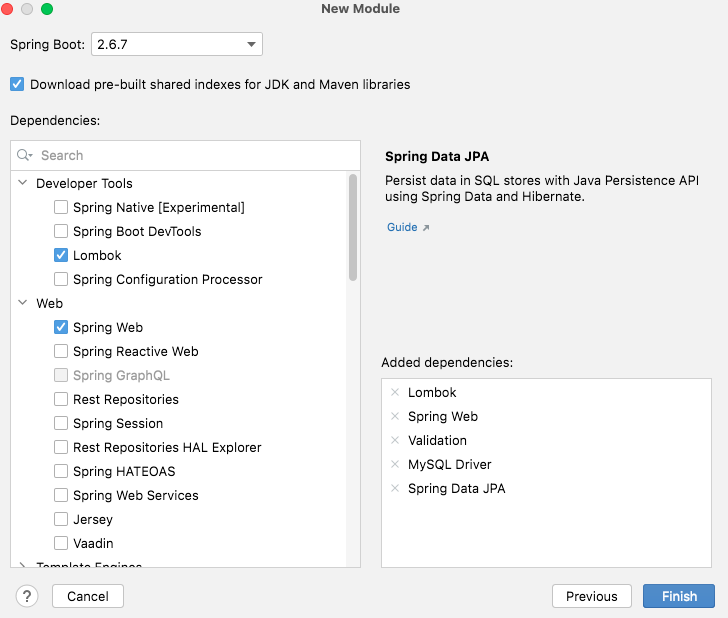 New Module
Spring Boot: 2.6.7
Download pre-built shared indexes for JDK and Maven libraries
Dependencies:
Search
Developer Tools
Spring Native [Experimental]
Spring Boot DevTools
Lombok
Spring Configuration Processor
Web
Spring Web
Spring Reactive Web
Spring GraphQL
Rest Repositories
Spring Session
Rest Repositories HAL Explorer
Spring HATEOAS
Spring Web Services
Jersey
Vaadin
Template Engines
Spring Data JPA
Persist data in SQL stores with Java Persistence API
using Spring Data and Hibernate.
Guide ↗
Added dependencies:
Lombok
Spring Web
Validation
MySQL Driver
Spring Data JPA
? Cancel Previous Finish